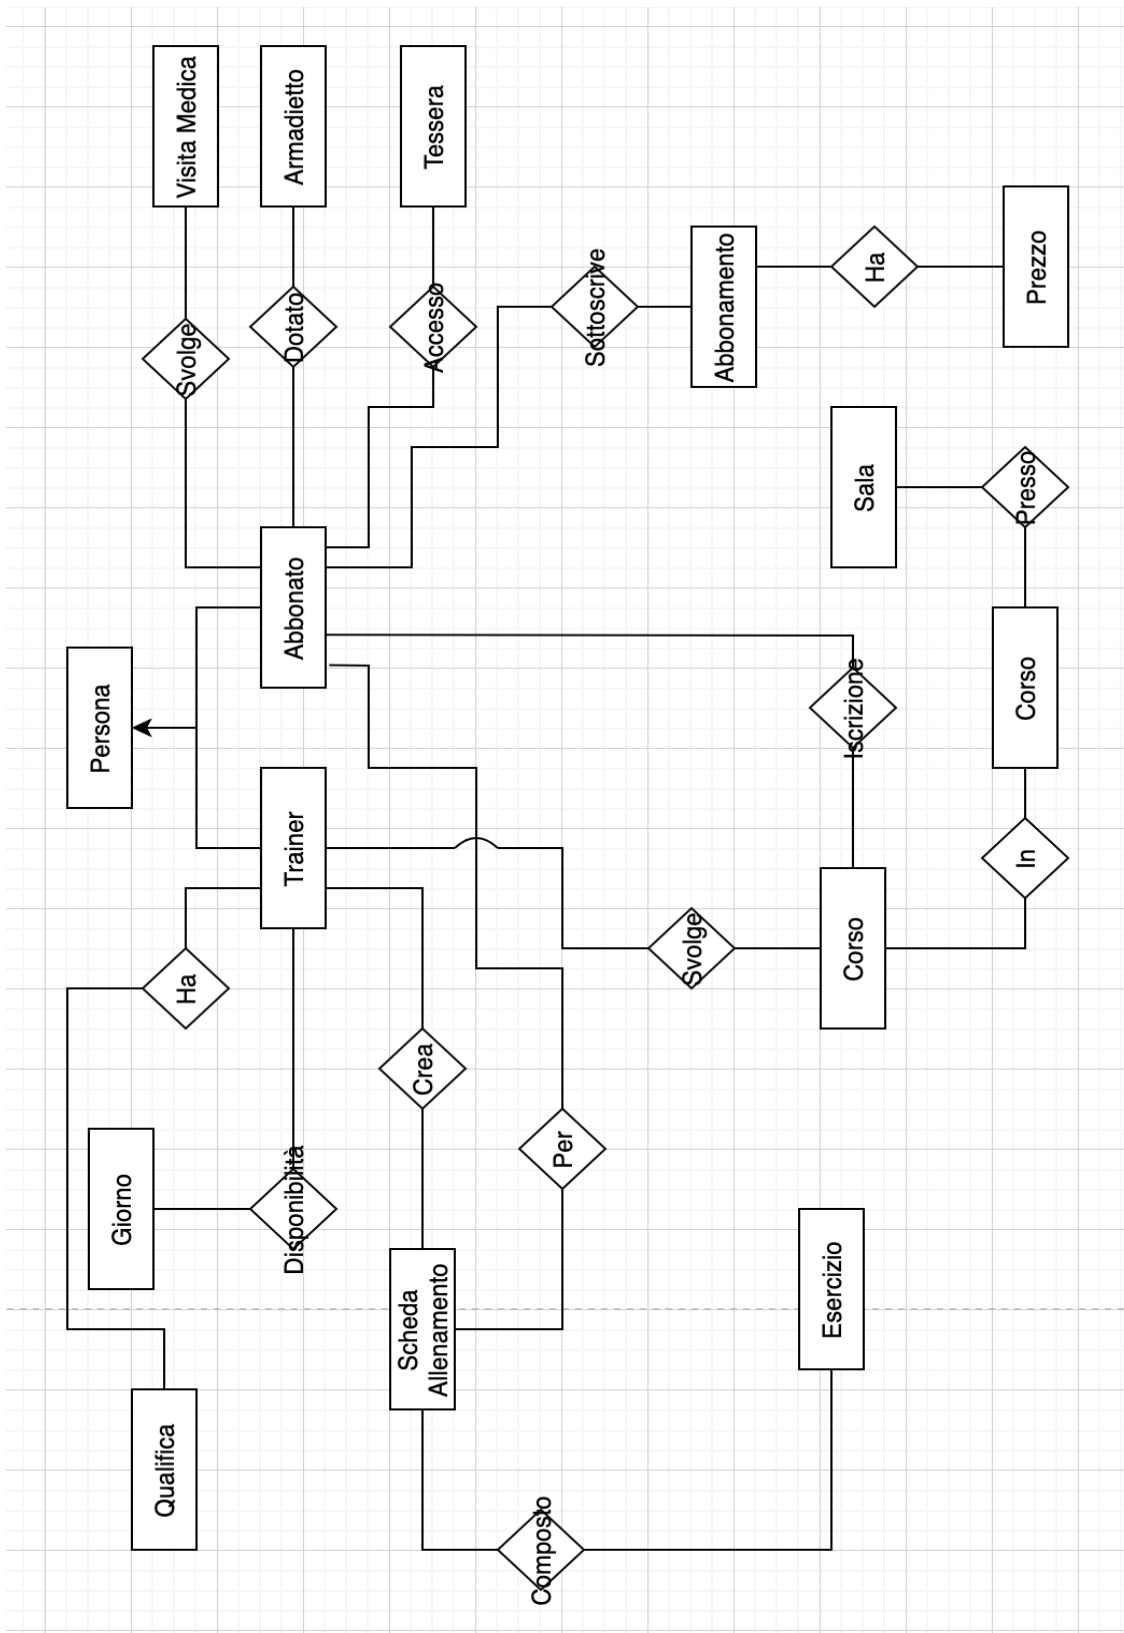 Persona
Giorno
Qualifica
Ha
Svolge
Visita Medica
Disponibilità
Trainer
Abbonato
Dotato
Armadietto
Scheda
Allenamento
Crea
Accesso
Tessera
Composto
Per
Sottoscrive
Svolge
Abbonamento
Esercizio
Corso
Iscrizione
Sala
Ha
In
Corso
Presso
Prezzo